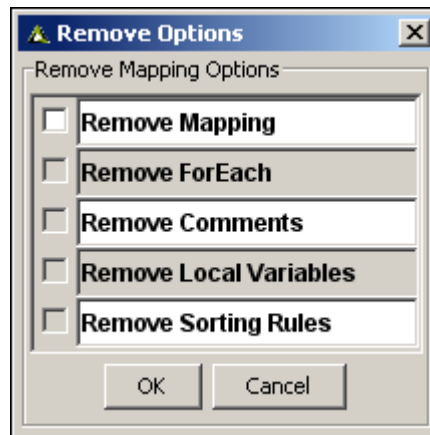 Remove Options
Remove Mapping Options
Remove Mapping
Remove ForEach
Remove Comments
Remove Local Variables
Remove Sorting Rules
OK Cancel